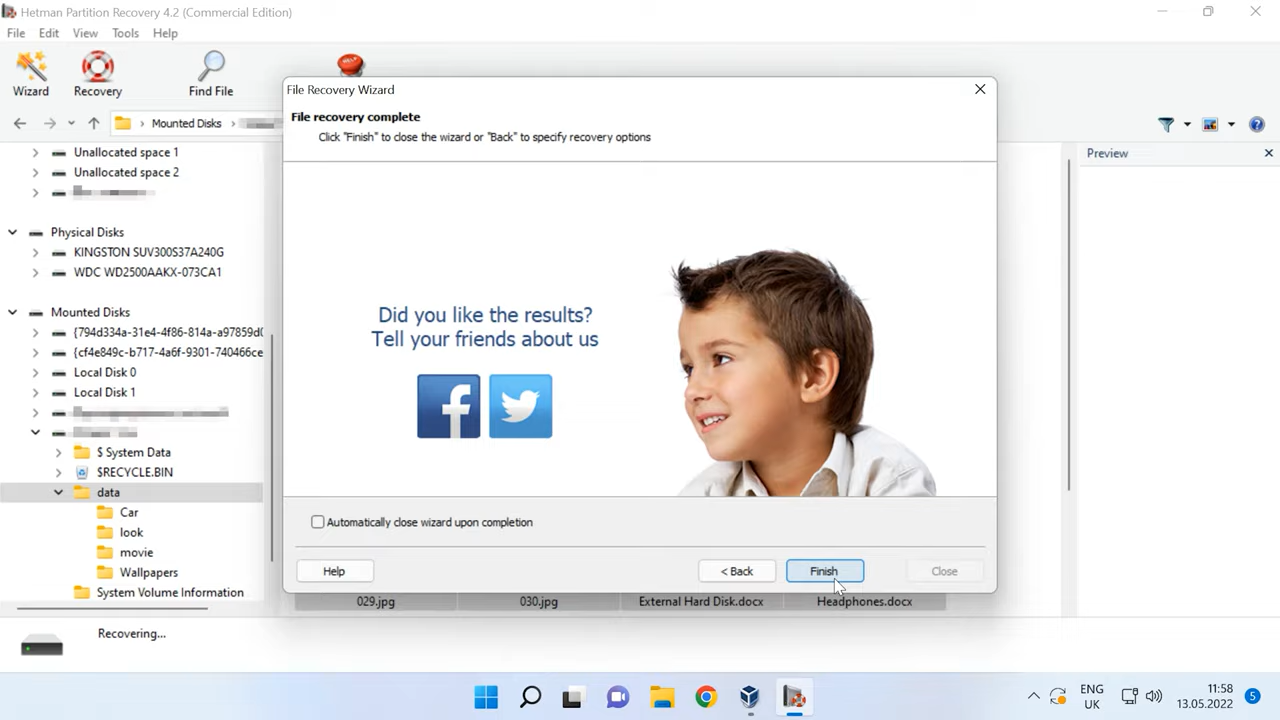 Hetman Partition Recovery 4.2 (Commercial Edition)
File Edit View Tools Help
Wizard Recovery Find File
Mounted Disks
Unallocated space 1
Unallocated space 2
Physical Disks
KINGSTON SUV300S37A240G
WDC WD2500AAKX-073CA1
Mounted Disks
{794d334a-31e4-4f86-814a-a97859d0
{cf4e849c-b717-4a6f-9301-740466ce
Local Disk 0
Local Disk 1
$ System Data
$RECYCLE.BIN
data
Car
look
movie
Wallpapers
System Volume Information
File Recovery Wizard
File recovery complete
Click "Finish" to close the wizard or "Back" to specify recovery options
Did you like the results?
Tell your friends about us
Automatically close wizard upon completion
Help < Back Finish Close
029.jpg 030.jpg External Hard Disk.docx Headphones.docx
Preview
Recovering...
ENG
UK
11:58
13.05.2022
5